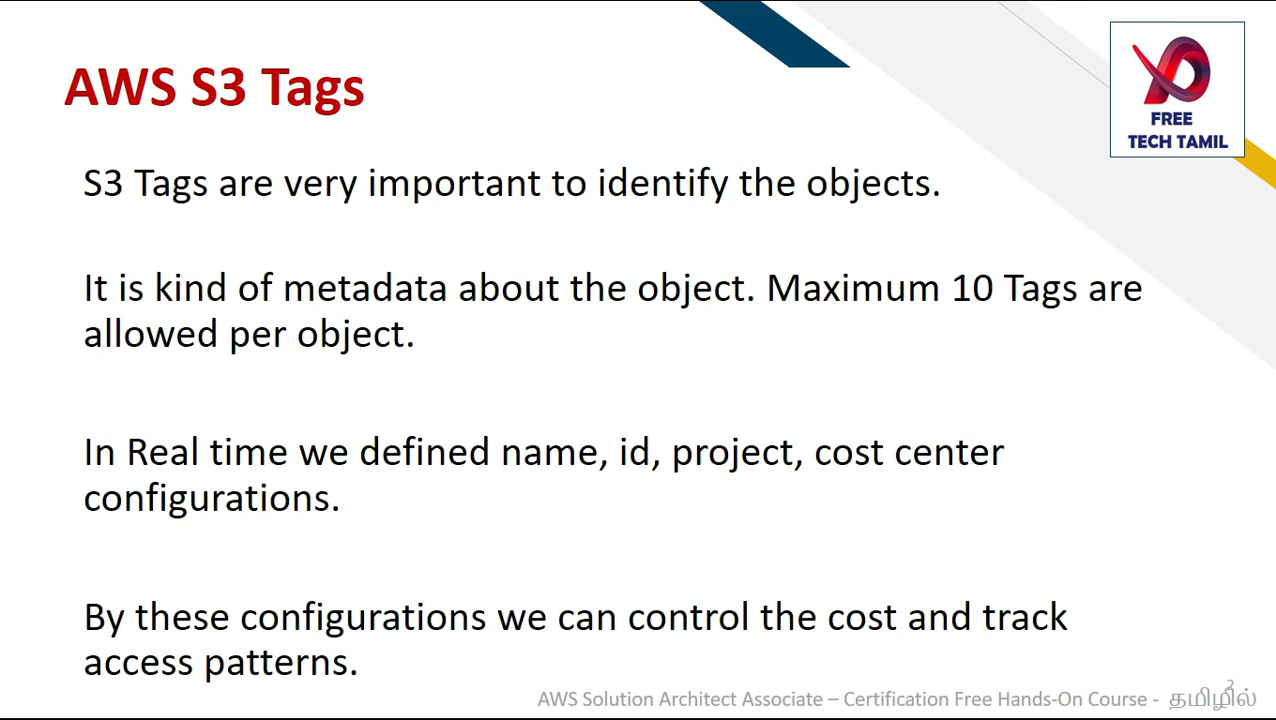 AWS S3 Tags
FREE
TECH TAMIL
S3 Tags are very important to identify the objects.
It is kind of metadata about the object. Maximum 10 Tags are
allowed per object.
In Real time we defined name, id, project, cost center
configurations.
By these configurations we can control the cost and track
access patterns.
2
AWS Solution Architect Associate – Certification Free Hands-On Course - தமிழில்